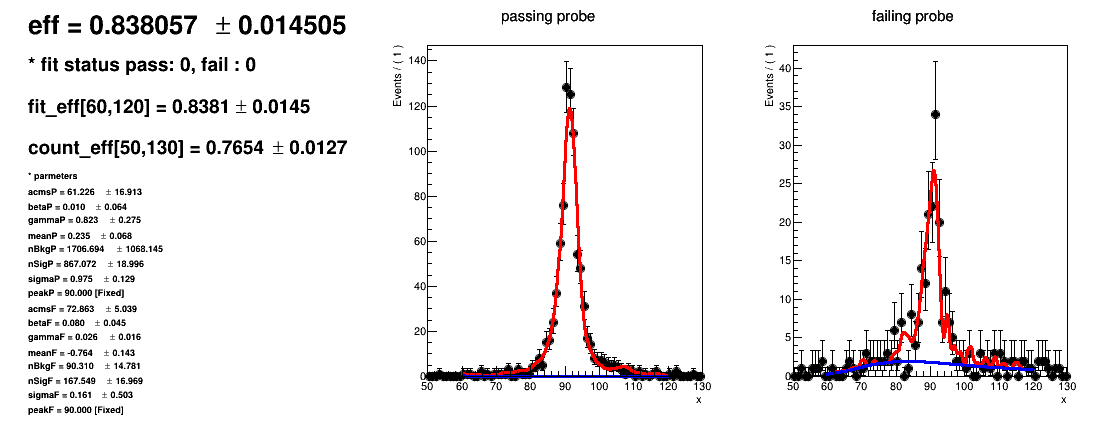 eff = 0.838057 ± 0.014505
* fit status pass: 0, fail : 0
fit_eff[60,120] = 0.8381 ± 0.0145
count_eff[50,130] = 0.7654 ± 0.0127
* parmeters
acmsP = 61.226 ± 16.913
betaP = 0.010 ± 0.064
gammaP = 0.823 ± 0.275
meanP = 0.235 ± 0.068
nBkgP = 1706.694 ± 1068.145
nSigP = 867.072 ± 18.996
sigmaP = 0.975 ± 0.129
peakP = 90.000 [Fixed]
acmsF = 72.863 ± 5.039
betaF = 0.080 ± 0.045
gammaF = 0.026 ± 0.016
meanF = -0.764 ± 0.143
nBkgF = 90.310 ± 14.781
nSigF = 167.549 ± 16.969
sigmaF = 0.161 ± 0.503
peakF = 90.000 [Fixed]
passing probe
Events / ( 1 )
140
120
100
80
60
40
20
0
50 60 70 80 90 100 110 120 130
x
failing probe
Events / ( 1 )
40
35
30
25
20
15
10
5
0
50 60 70 80 90 100 110 120 130
x